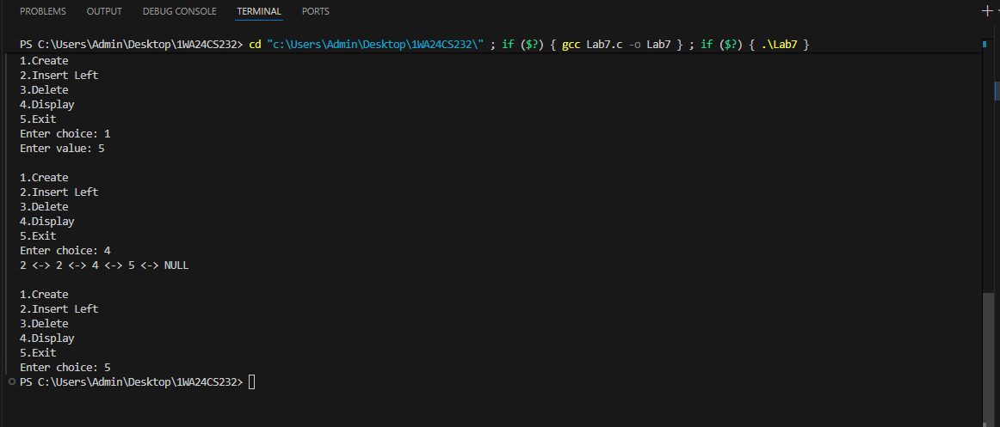 PROBLEMS OUTPUT DEBUG CONSOLE TERMINAL PORTS
PS C:\Users\Admin\Desktop\1WA24CS232> cd "c:\Users\Admin\Desktop\1WA24CS232\" ; if ($?) { gcc Lab7.c -o Lab7 } ; if ($?) { .\Lab7 }
1.Create
2.Insert Left
3.Delete
4.Display
5.Exit
Enter choice: 1
Enter value: 5
1.Create
2.Insert Left
3.Delete
4.Display
5.Exit
Enter choice: 4
2 <-> 2 <-> 4 <-> 5 <-> NULL
1.Create
2.Insert Left
3.Delete
4.Display
5.Exit
Enter choice: 5
PS C:\Users\Admin\Desktop\1WA24CS232>